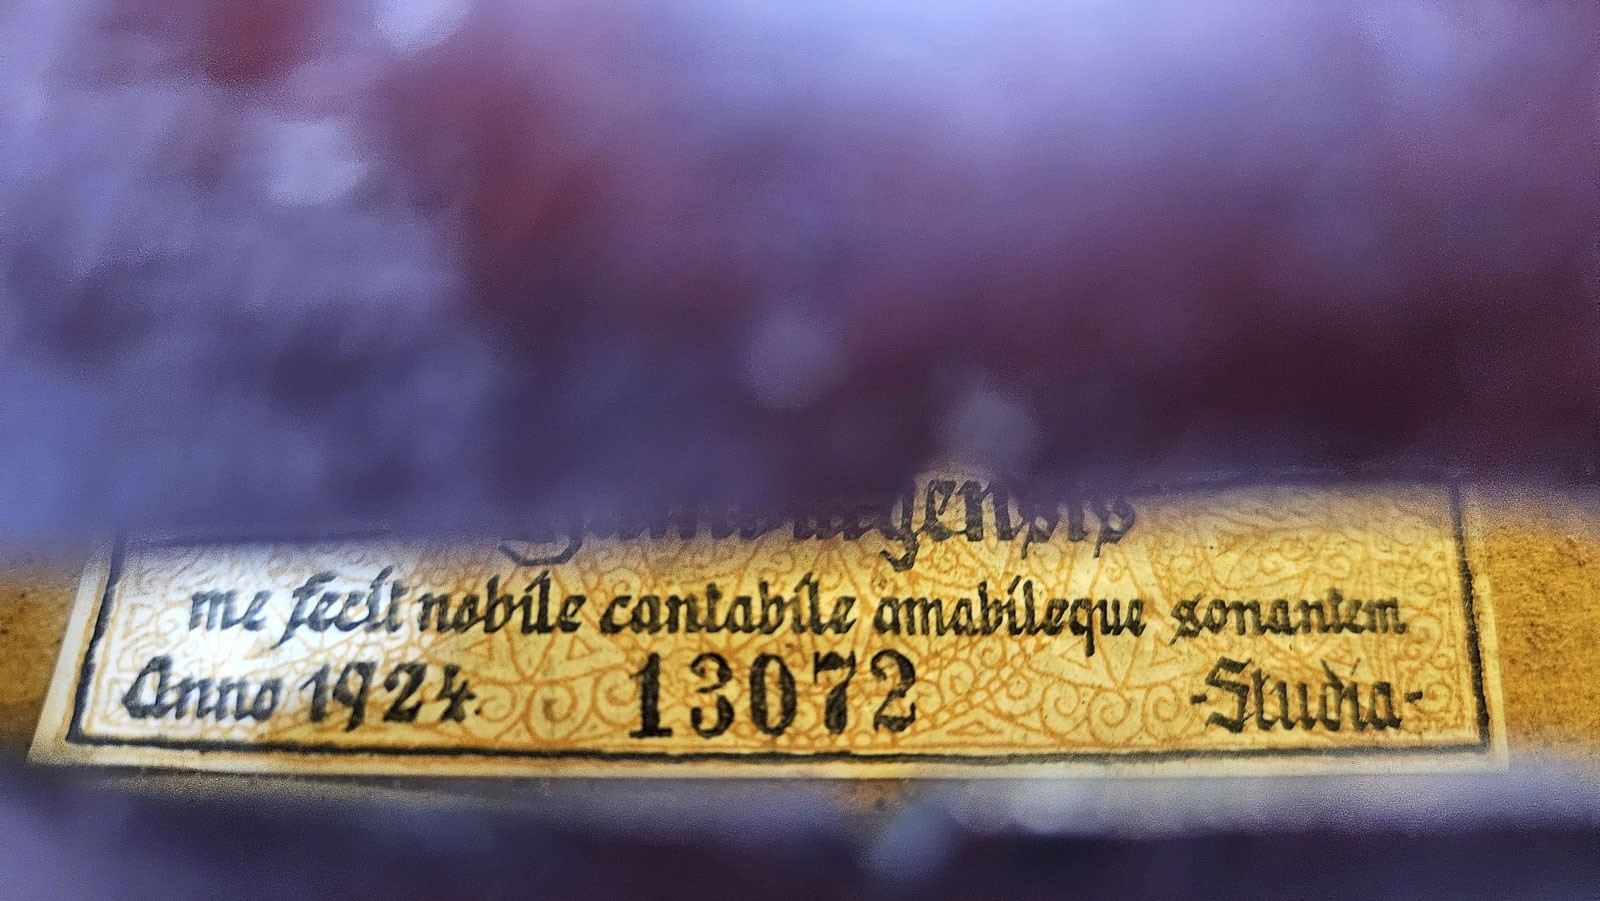 me fecit nobile cantabile amabileque sonantem
Anno 1924. 13072 -Studia-